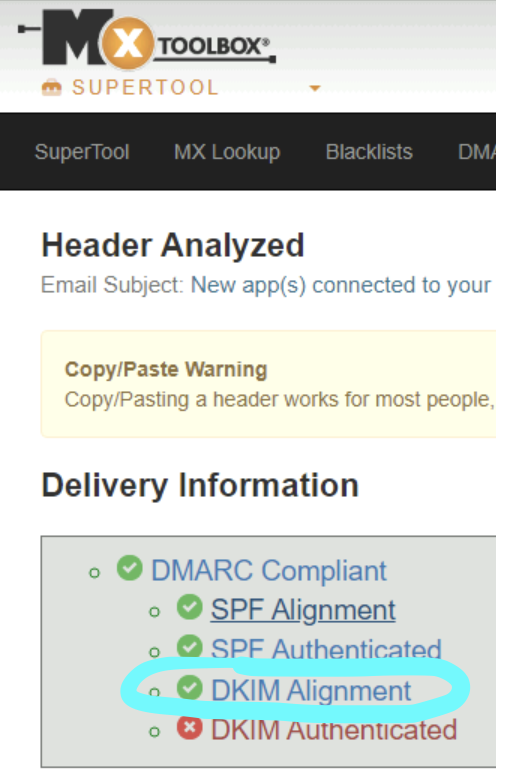 MX TOOLBOX®
SUPERTOOL
SuperTool MX Lookup Blacklists
Header Analyzed
Email Subject: New app(s) connected to your
Copy/Paste Warning
Copy/Pasting a header works for most people,
Delivery Information
DMARC Compliant
SPF Alignment
SPF Authenticated
DKIM Alignment
DKIM Authenticated